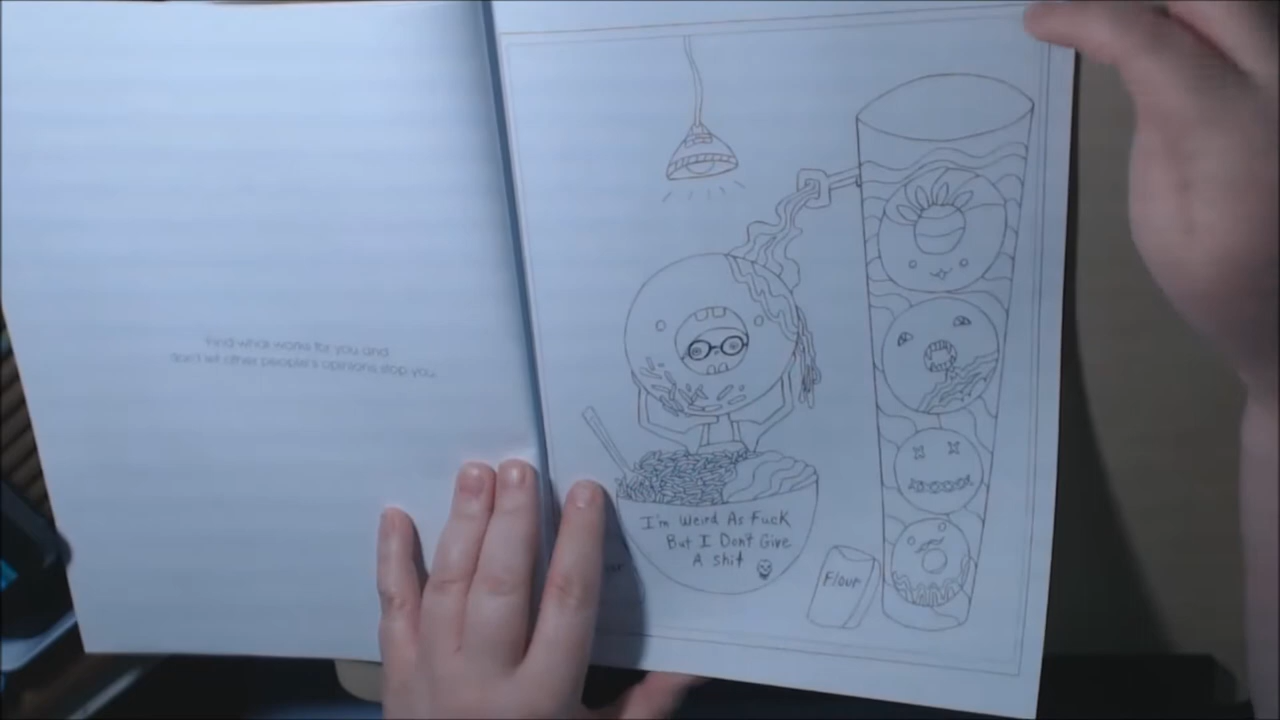 Find what works for you and
don't let other people's opinions stop you.
I'm Weird As Fuck
But I Don't Give
A shit
Flour